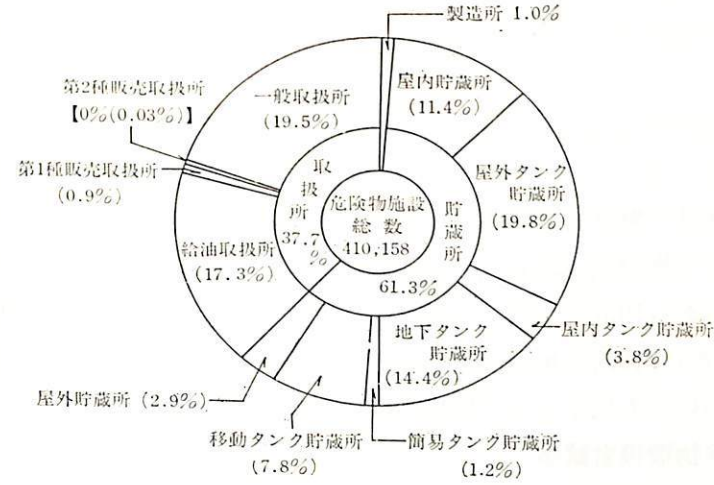 製造所 1.0%
屋内貯蔵所
(11.4%)
屋外タンク
貯蔵所
(19.8%)
屋内タンク貯蔵所
(3.8%)
地下タンク
貯蔵所
(14.4%)
簡易タンク貯蔵所
(1.2%)
移動タンク貯蔵所
(7.8%)
屋外貯蔵所 (2.9%)
給油取扱所
(17.3%)
第1種販売取扱所
(0.9%)
第2種販売取扱所
【0%(0.03%)】
一般取扱所
(19.5%)
取扱所
37.7
%
貯蔵所
61.3%
危険物施設
総数
410,158